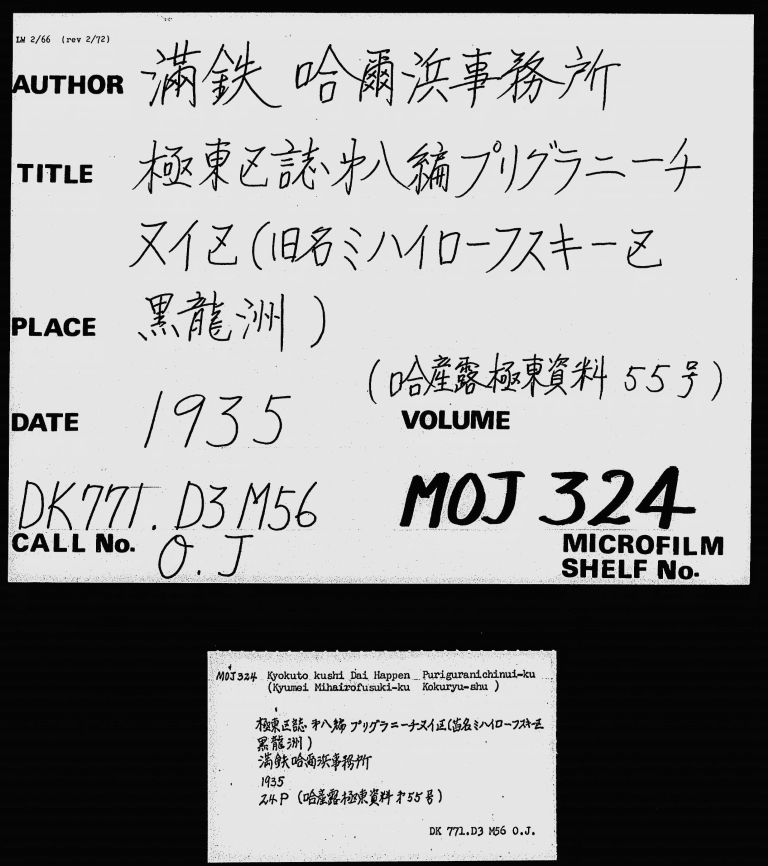 LW 2/66 (rev 2/72)
AUTHOR 満鉄 哈爾浜事務所
TITLE 極東区誌 㐧八編 プリグラニーチ
ヌイ区(旧名ミハイローフスキー区
PLACE 黒龍洲)
(哈産露極東資料 55号)
DATE 1935 VOLUME
DK771.D3 M56
O.J
CALL No.
MOJ 324
MICROFILM
SHELF No.
MOJ324 Kyokuto kushi Dai Happen Puriguranichinui-ku
(Kyumei Mihairofusuki-ku Kokuryu-shu )
極東区誌 㐧八編 プリグラニーチヌイ区(旧名ミハイローフスキー区
黒龍洲)
満鉄哈爾浜事務所
1935
24P (哈産露極東資料㐧55号)
DK 771.D3 M56 O.J.